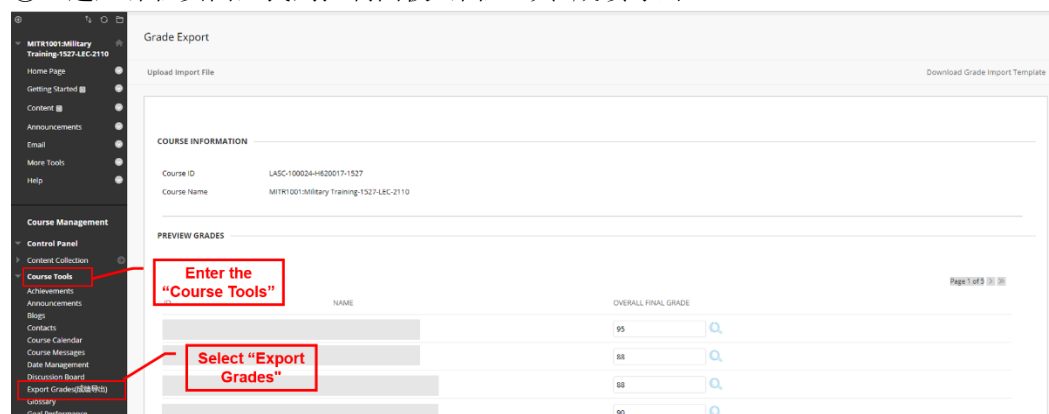 MITR1001:Military
Training-1527-LEC-2110
Home Page
Getting Started
Content
Announcements
Email
More Tools
Help
Course Management
Control Panel
Content Collection
Course Tools
Achievements
Announcements
Blogs
Contacts
Course Calendar
Course Messages
Date Management
Discussion Board
Export Grades(成绩导出)
Glossary
Goal Performance
Grade Export
Upload Import File
Download Grade Import Template
COURSE INFORMATION
Course ID LASC-100024-H620017-1527
Course Name MITR1001:Military Training-1527-LEC-2110
PREVIEW GRADES
Enter the
“Course Tools”
Page 1 of 5
ID NAME OVERALL FINAL GRADE
95
88
Select “Export
Grades"
88
90